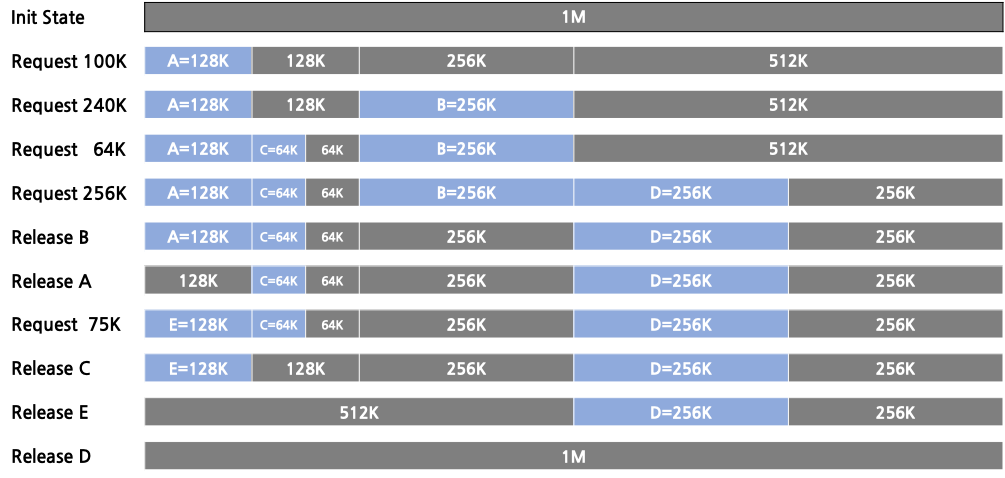 Init State 1M
Request 100K A=128K 128K 256K 512K
Request 240K A=128K 128K B=256K 512K
Request 64K A=128K C=64K 64K B=256K 512K
Request 256K A=128K C=64K 64K B=256K D=256K 256K
Release B A=128K C=64K 64K 256K D=256K 256K
Release A 128K C=64K 64K 256K D=256K 256K
Request 75K E=128K C=64K 64K 256K D=256K 256K
Release C E=128K 128K 256K D=256K 256K
Release E 512K D=256K 256K
Release D 1M